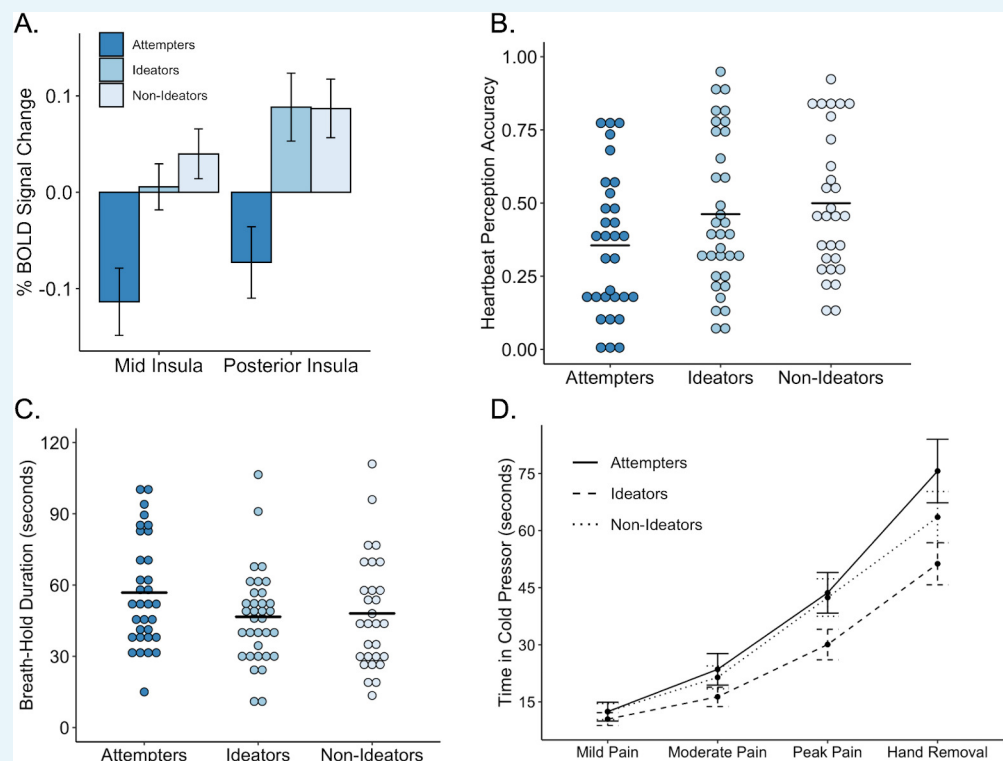 A.
Attempters
Ideators
Non-Ideators
% BOLD Signal Change
0.1
0.0
-0.1
Mid Insula
Posterior Insula
B.
Heartbeat Perception Accuracy
1.00
0.75
0.50
0.25
0.00
Attempters
Ideators
Non-Ideators
C.
Breath-Hold Duration (seconds)
120
90
60
30
0
Attempters
Ideators
Non-Ideators
D.
Time in Cold Pressor (seconds)
Attempters
Ideators
Non-Ideators
75
60
45
30
15
Mild Pain
Moderate Pain
Peak Pain
Hand Removal